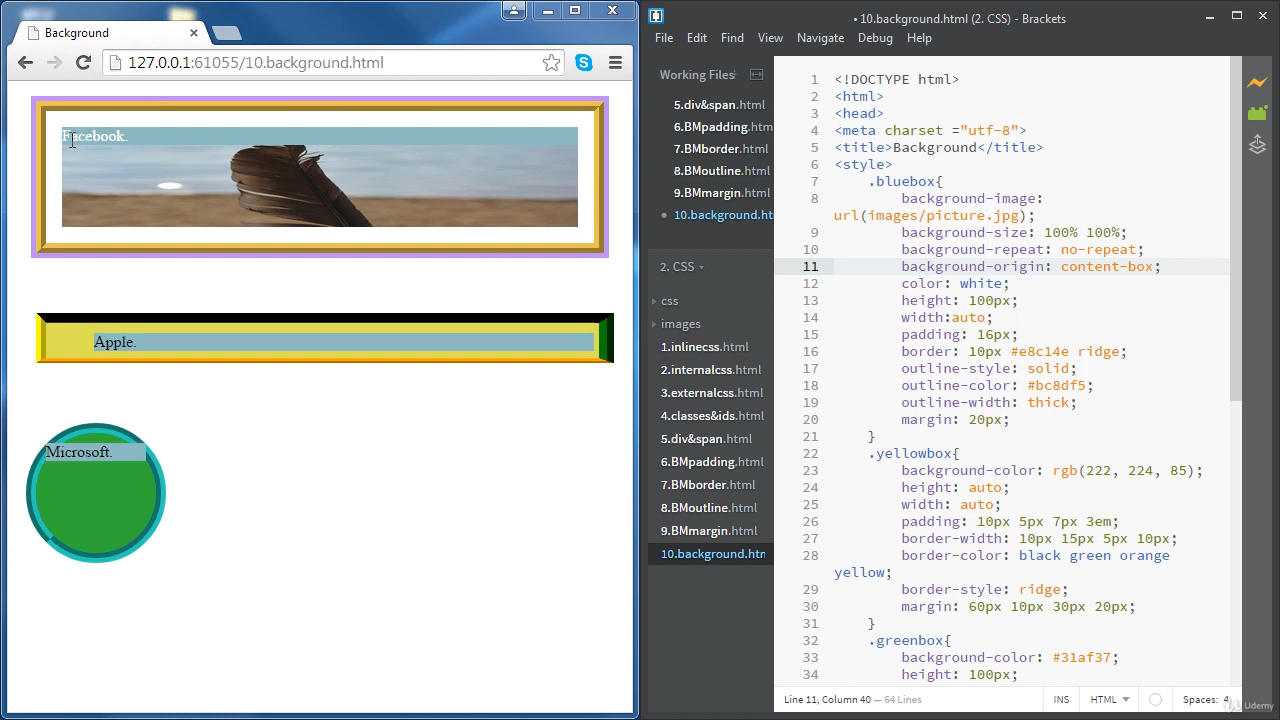 Background
127.0.0.1:61055/10.background.html
Facebook.
Apple.
Microsoft.
• 10.background.html (2. CSS) - Brackets
File Edit Find View Navigate Debug Help
Working Files
5.div&span.html
6.BMpadding.htm
7.BMborder.html
8.BMoutline.html
9.BMmargin.html
10.background.ht
2. CSS
css
images
1.inlinecss.html
2.internalcss.html
3.externalcss.html
4.classes&ids.html
5.div&span.html
6.BMpadding.html
7.BMborder.html
8.BMoutline.html
9.BMmargin.html
10.background.htn
1 <!DOCTYPE html>
2 <html>
3 <head>
4 <meta charset ="utf-8">
5 <title>Background</title>
6 <style>
7 .bluebox{
8 background-image:
url(images/picture.jpg);
9 background-size: 100% 100%;
10 background-repeat: no-repeat;
11 background-origin: content-box;
12 color: white;
13 height: 100px;
14 width:auto;
15 padding: 16px;
16 border: 10px #e8c14e ridge;
17 outline-style: solid;
18 outline-color: #bc8df5;
19 outline-width: thick;
20 margin: 20px;
21 }
22 .yellowbox{
23 background-color: rgb(222, 224, 85);
24 height: auto;
25 width: auto;
26 padding: 10px 5px 7px 3em;
27 border-width: 10px 15px 5px 10px;
28 border-color: black green orange
yellow;
29 border-style: ridge;
30 margin: 60px 10px 30px 20px;
31 }
32 .greenbox{
33 background-color: #31af37;
34 height: 100px;
Line 11, Column 40 — 64 Lines
INS HTML Spaces: 4
Udemy